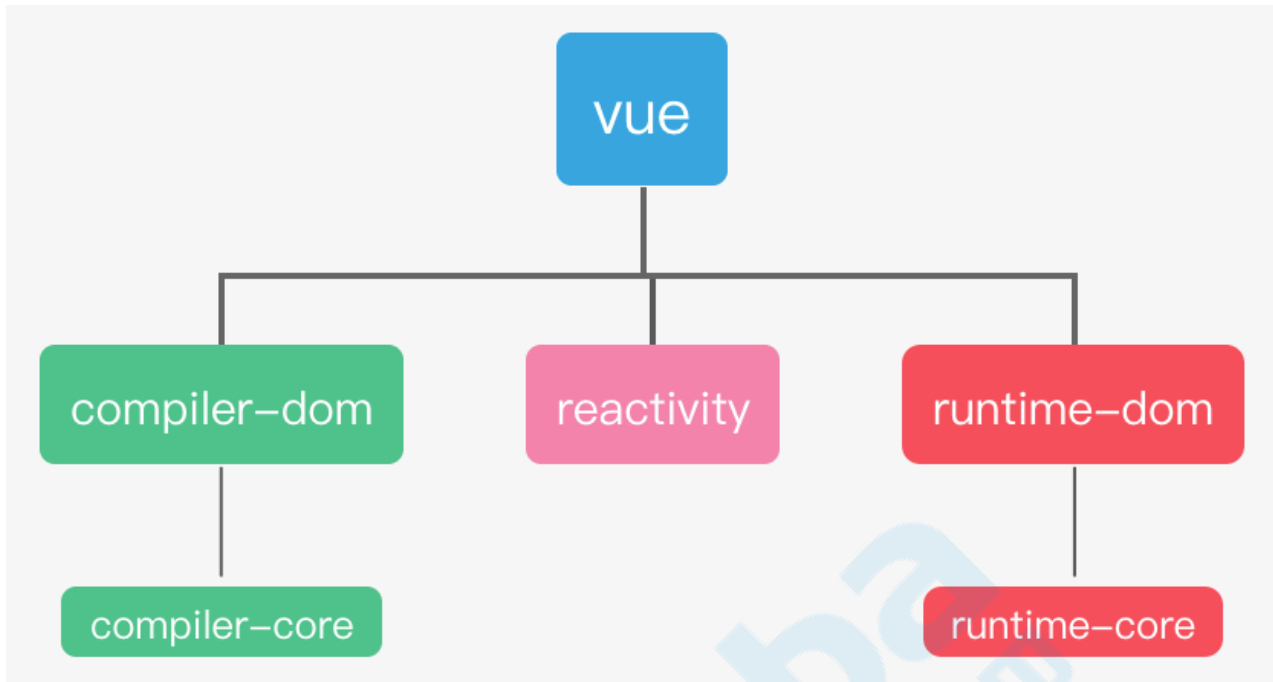 vue
compiler–dom
reactivity
runtime–dom
compiler–core
runtime–core